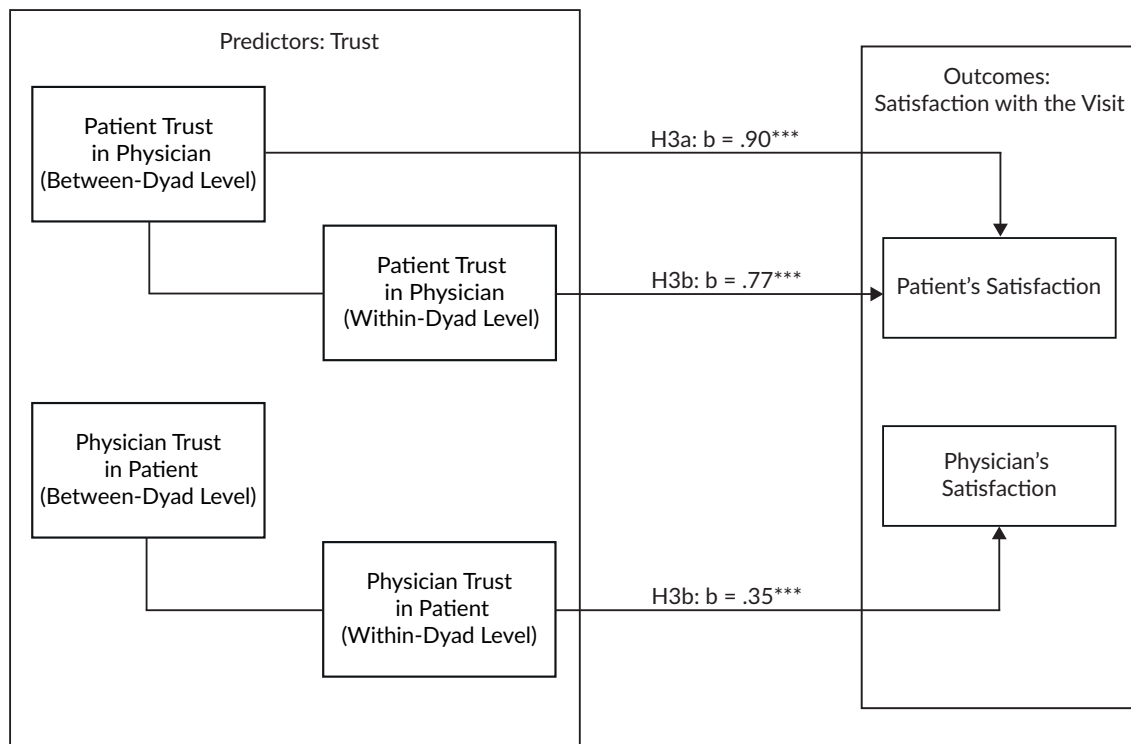 Predictors: Trust
Patient Trust
in Physician
(Between-Dyad Level)
Patient Trust
in Physician
(Within-Dyad Level)
Physician Trust
in Patient
(Between-Dyad Level)
Physician Trust
in Patient
(Within-Dyad Level)
H3a: b = .90***
H3b: b = .77***
H3b: b = .35***
Outcomes:
Satisfaction with the Visit
Patient’s Satisfaction
Physician’s
Satisfaction